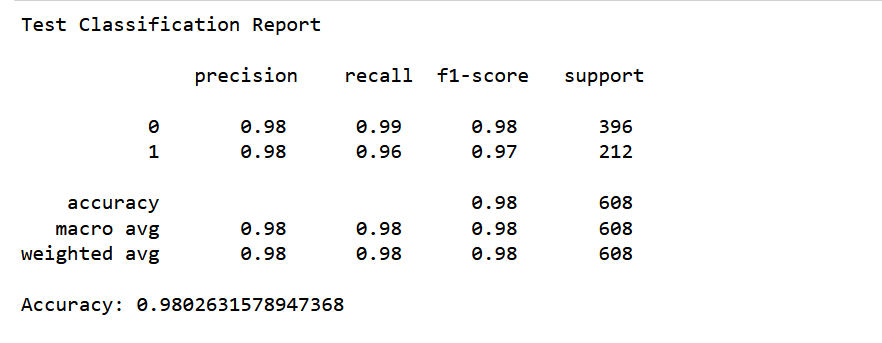 Test Classification Report
precision recall f1-score support
0 0.98 0.99 0.98 396
1 0.98 0.96 0.97 212
accuracy 0.98 608
macro avg 0.98 0.98 0.98 608
weighted avg 0.98 0.98 0.98 608
Accuracy: 0.9802631578947368